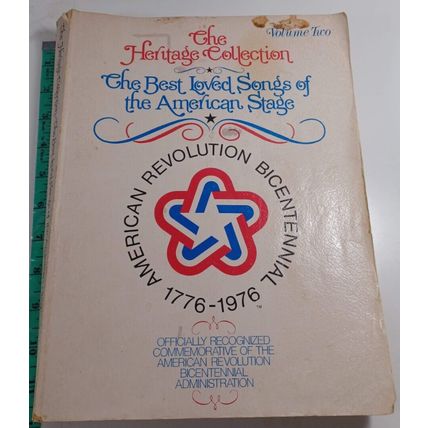 Volume Two
The
Heritage Collection
The Best Loved Songs of
the American Stage
AMERICAN REVOLUTION BICENTENNIAL
1776-1976
TM
OFFICIALLY RECOGNIZED
COMMEMORATIVE OF THE
AMERICAN REVOLUTION
BICENTENNIAL
ADMINISTRATION